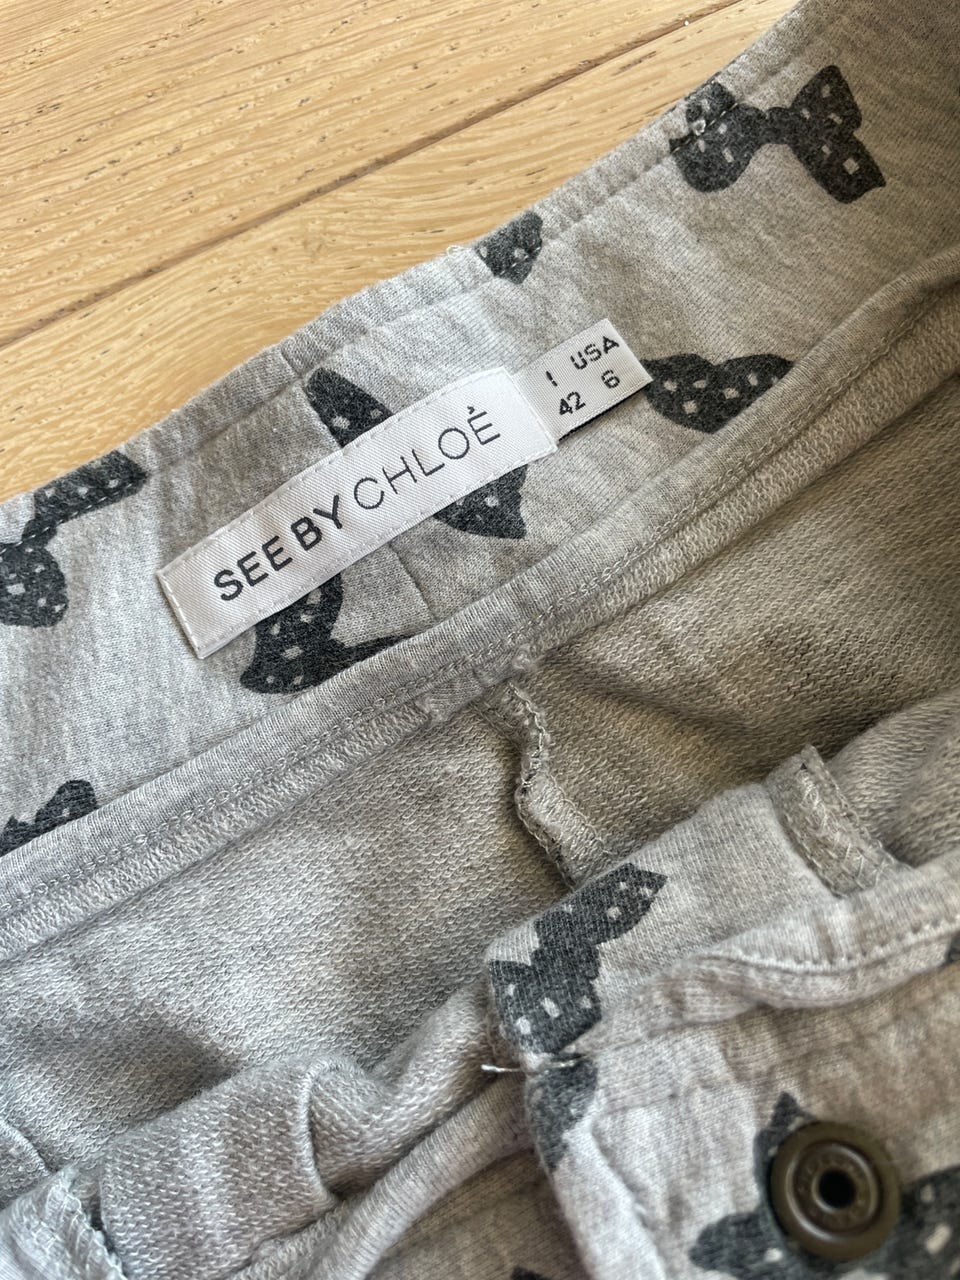 SEE BY CHLOÉ
I USA
42 6